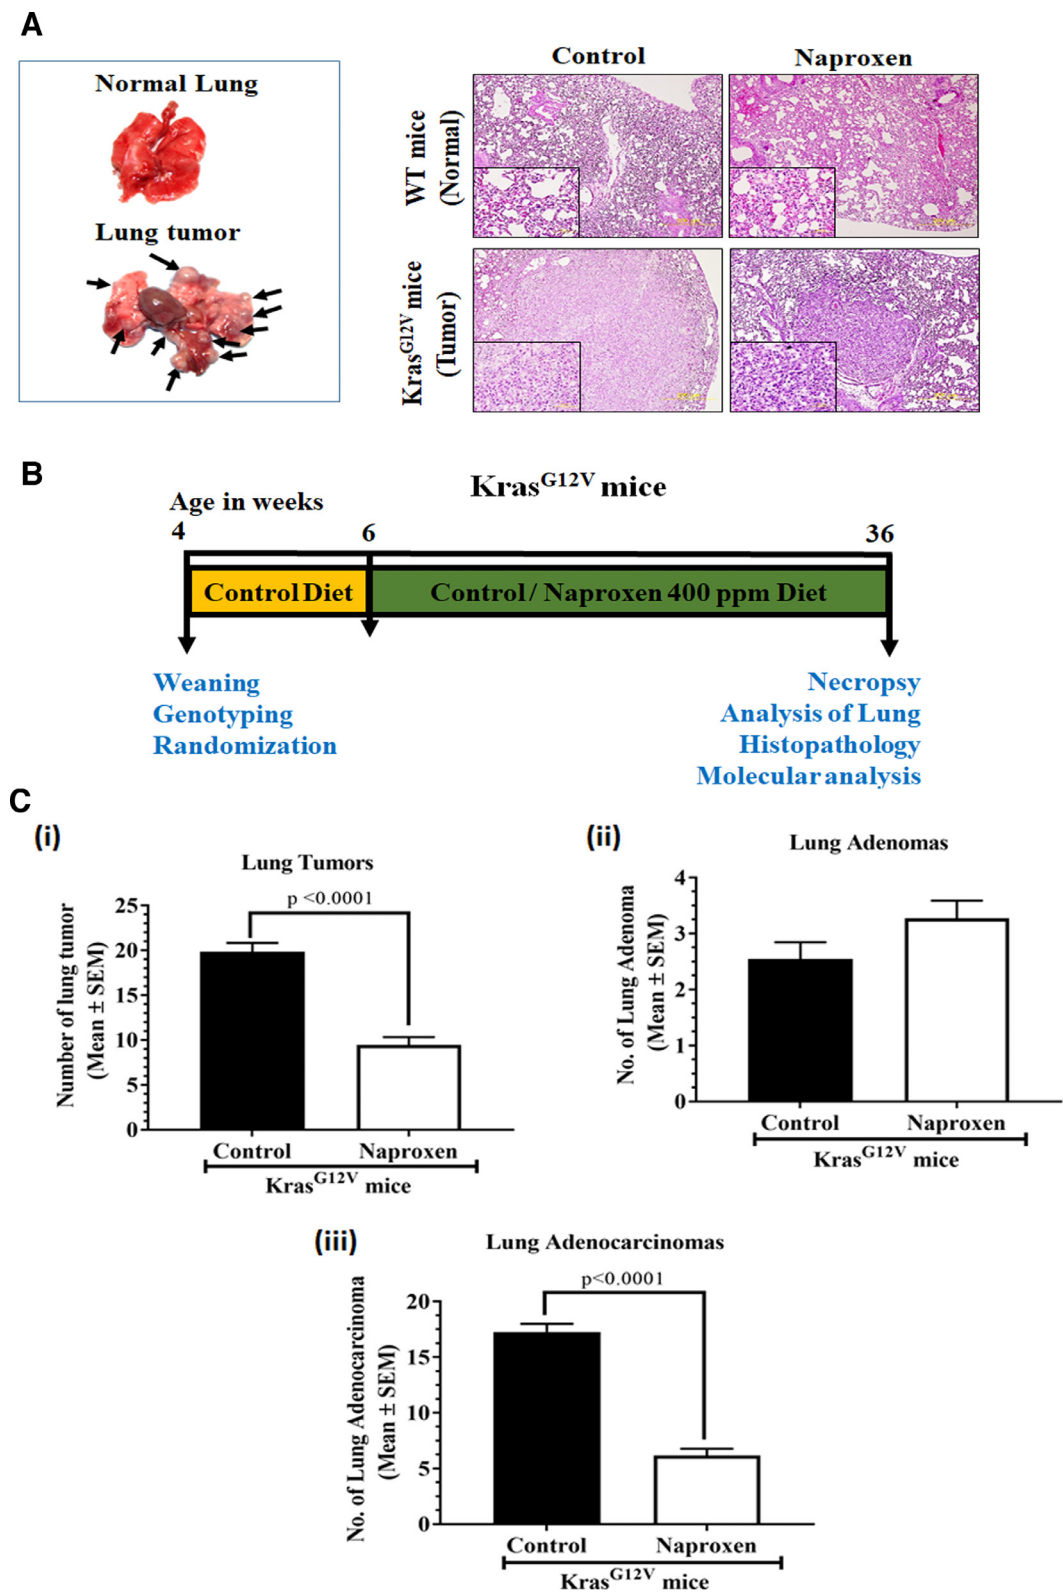 A
Normal Lung
Lung tumor
Control
Naproxen
WT mice
(Normal)
Kras^G12V mice
(Tumor)
B
Kras^G12V mice
Age in weeks
4
6
36
Control Diet
Control / Naproxen 400 ppm Diet
Weaning
Genotyping
Randomization
Necropsy
Analysis of Lung
Histopathology
Molecular analysis
C
(i)
Lung Tumors
p <0.0001
Number of lung tumor
(Mean ± SEM)
25
20
15
10
5
0
Control
Naproxen
Kras^G12V mice
(ii)
Lung Adenomas
No. of Lung Adenoma
(Mean ± SEM)
4
3
2
1
0
Control
Naproxen
Kras^G12V mice
(iii)
Lung Adenocarcinomas
p<0.0001
No. of Lung Adenocarcinoma
(Mean ± SEM)
20
15
10
5
0
Control
Naproxen
Kras^G12V mice